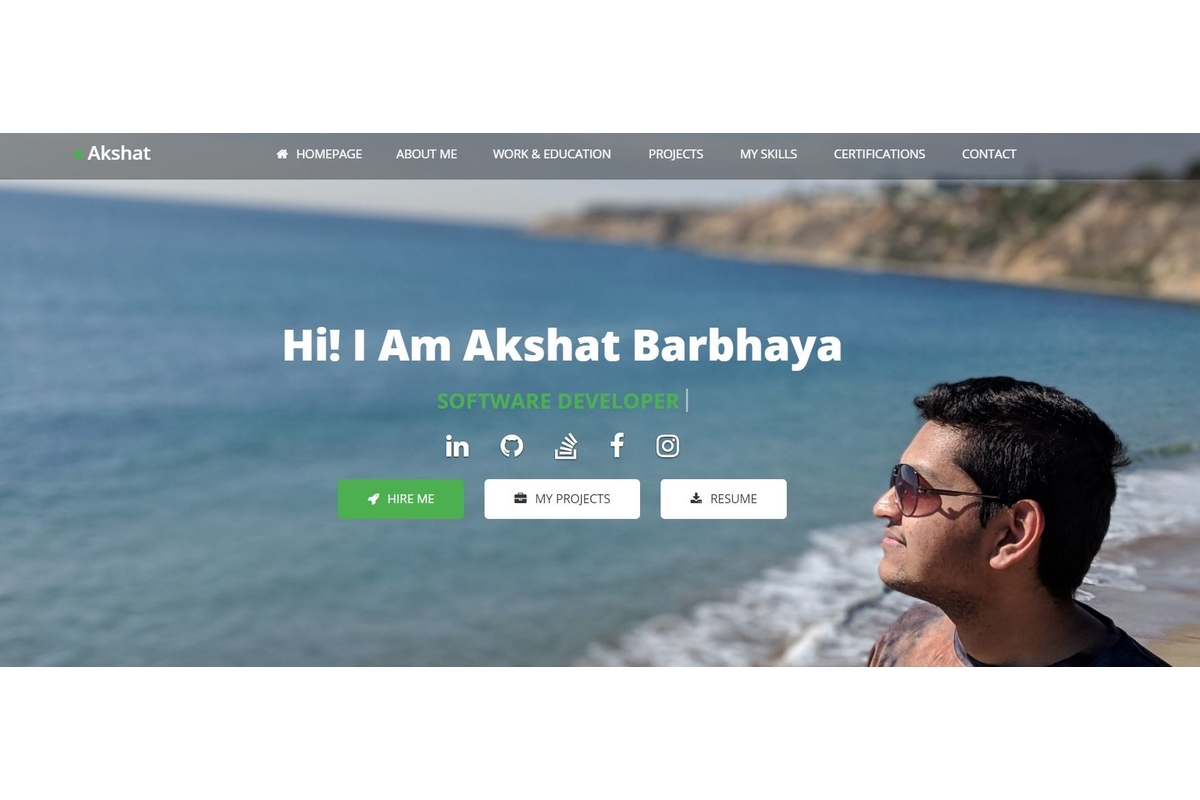 Akshat
HOMEPAGE ABOUT ME WORK & EDUCATION PROJECTS MY SKILLS CERTIFICATIONS CONTACT
Hi! I Am Akshat Barbhaya
SOFTWARE DEVELOPER
HIRE ME MY PROJECTS RESUME